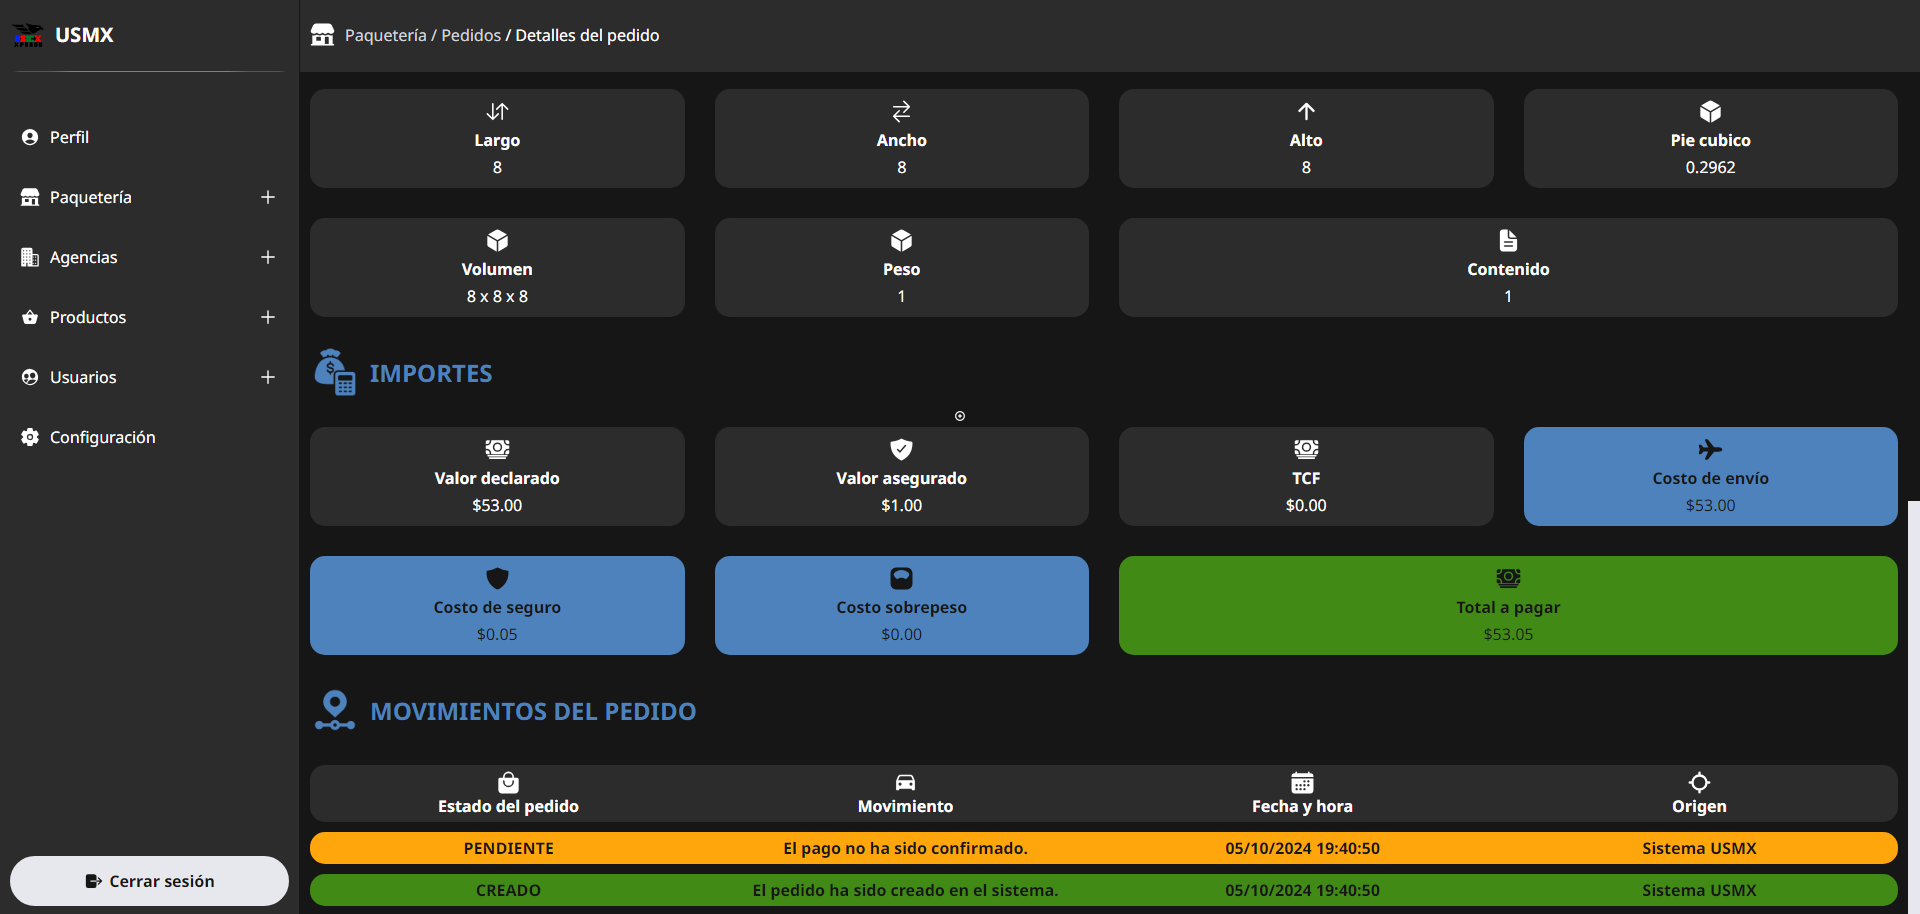 USMX
Perfil
Paquetería
Agencias
Productos
Usuarios
Configuración
Cerrar sesión
Paquetería / Pedidos / Detalles del pedido
Largo
8
Ancho
8
Alto
8
Pie cubico
0.2962
Volumen
8 x 8 x 8
Peso
1
Contenido
1
IMPORTES
Valor declarado
$53.00
Valor asegurado
$1.00
TCF
$0.00
Costo de envío
$53.00
Costo de seguro
$0.05
Costo sobrepeso
$0.00
Total a pagar
$53.05
MOVIMIENTOS DEL PEDIDO
Estado del pedido Movimiento Fecha y hora Origen
PENDIENTE El pago no ha sido confirmado. 05/10/2024 19:40:50 Sistema USMX
CREADO El pedido ha sido creado en el sistema. 05/10/2024 19:40:50 Sistema USMX